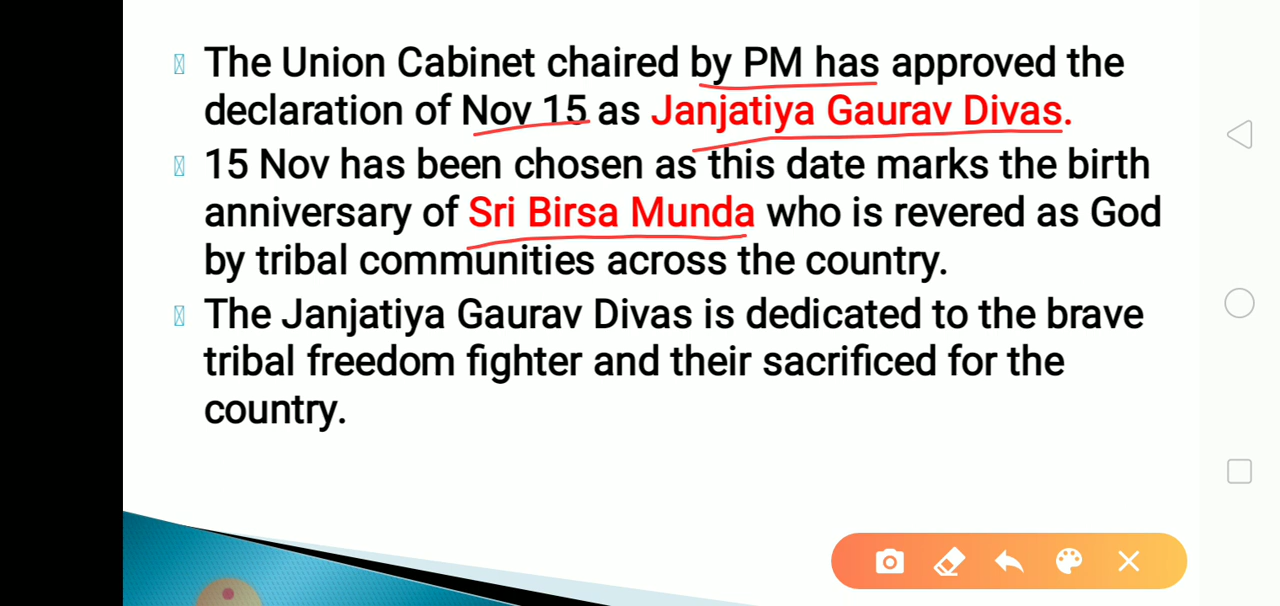 The Union Cabinet chaired by PM has approved the
declaration of Nov 15 as Janjatiya Gaurav Divas.
15 Nov has been chosen as this date marks the birth
anniversary of Sri Birsa Munda who is revered as God
by tribal communities across the country.
The Janjatiya Gaurav Divas is dedicated to the brave
tribal freedom fighter and their sacrificed for the
country.